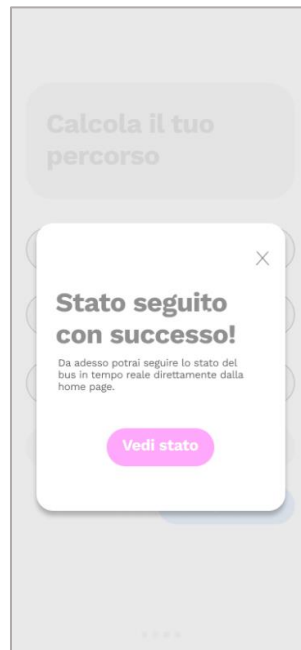 Calcola il tuo
percorso
Stato seguito
con successo!
Da adesso potrai seguire lo stato del
bus in tempo reale direttamente dalla
home page.
Vedi stato